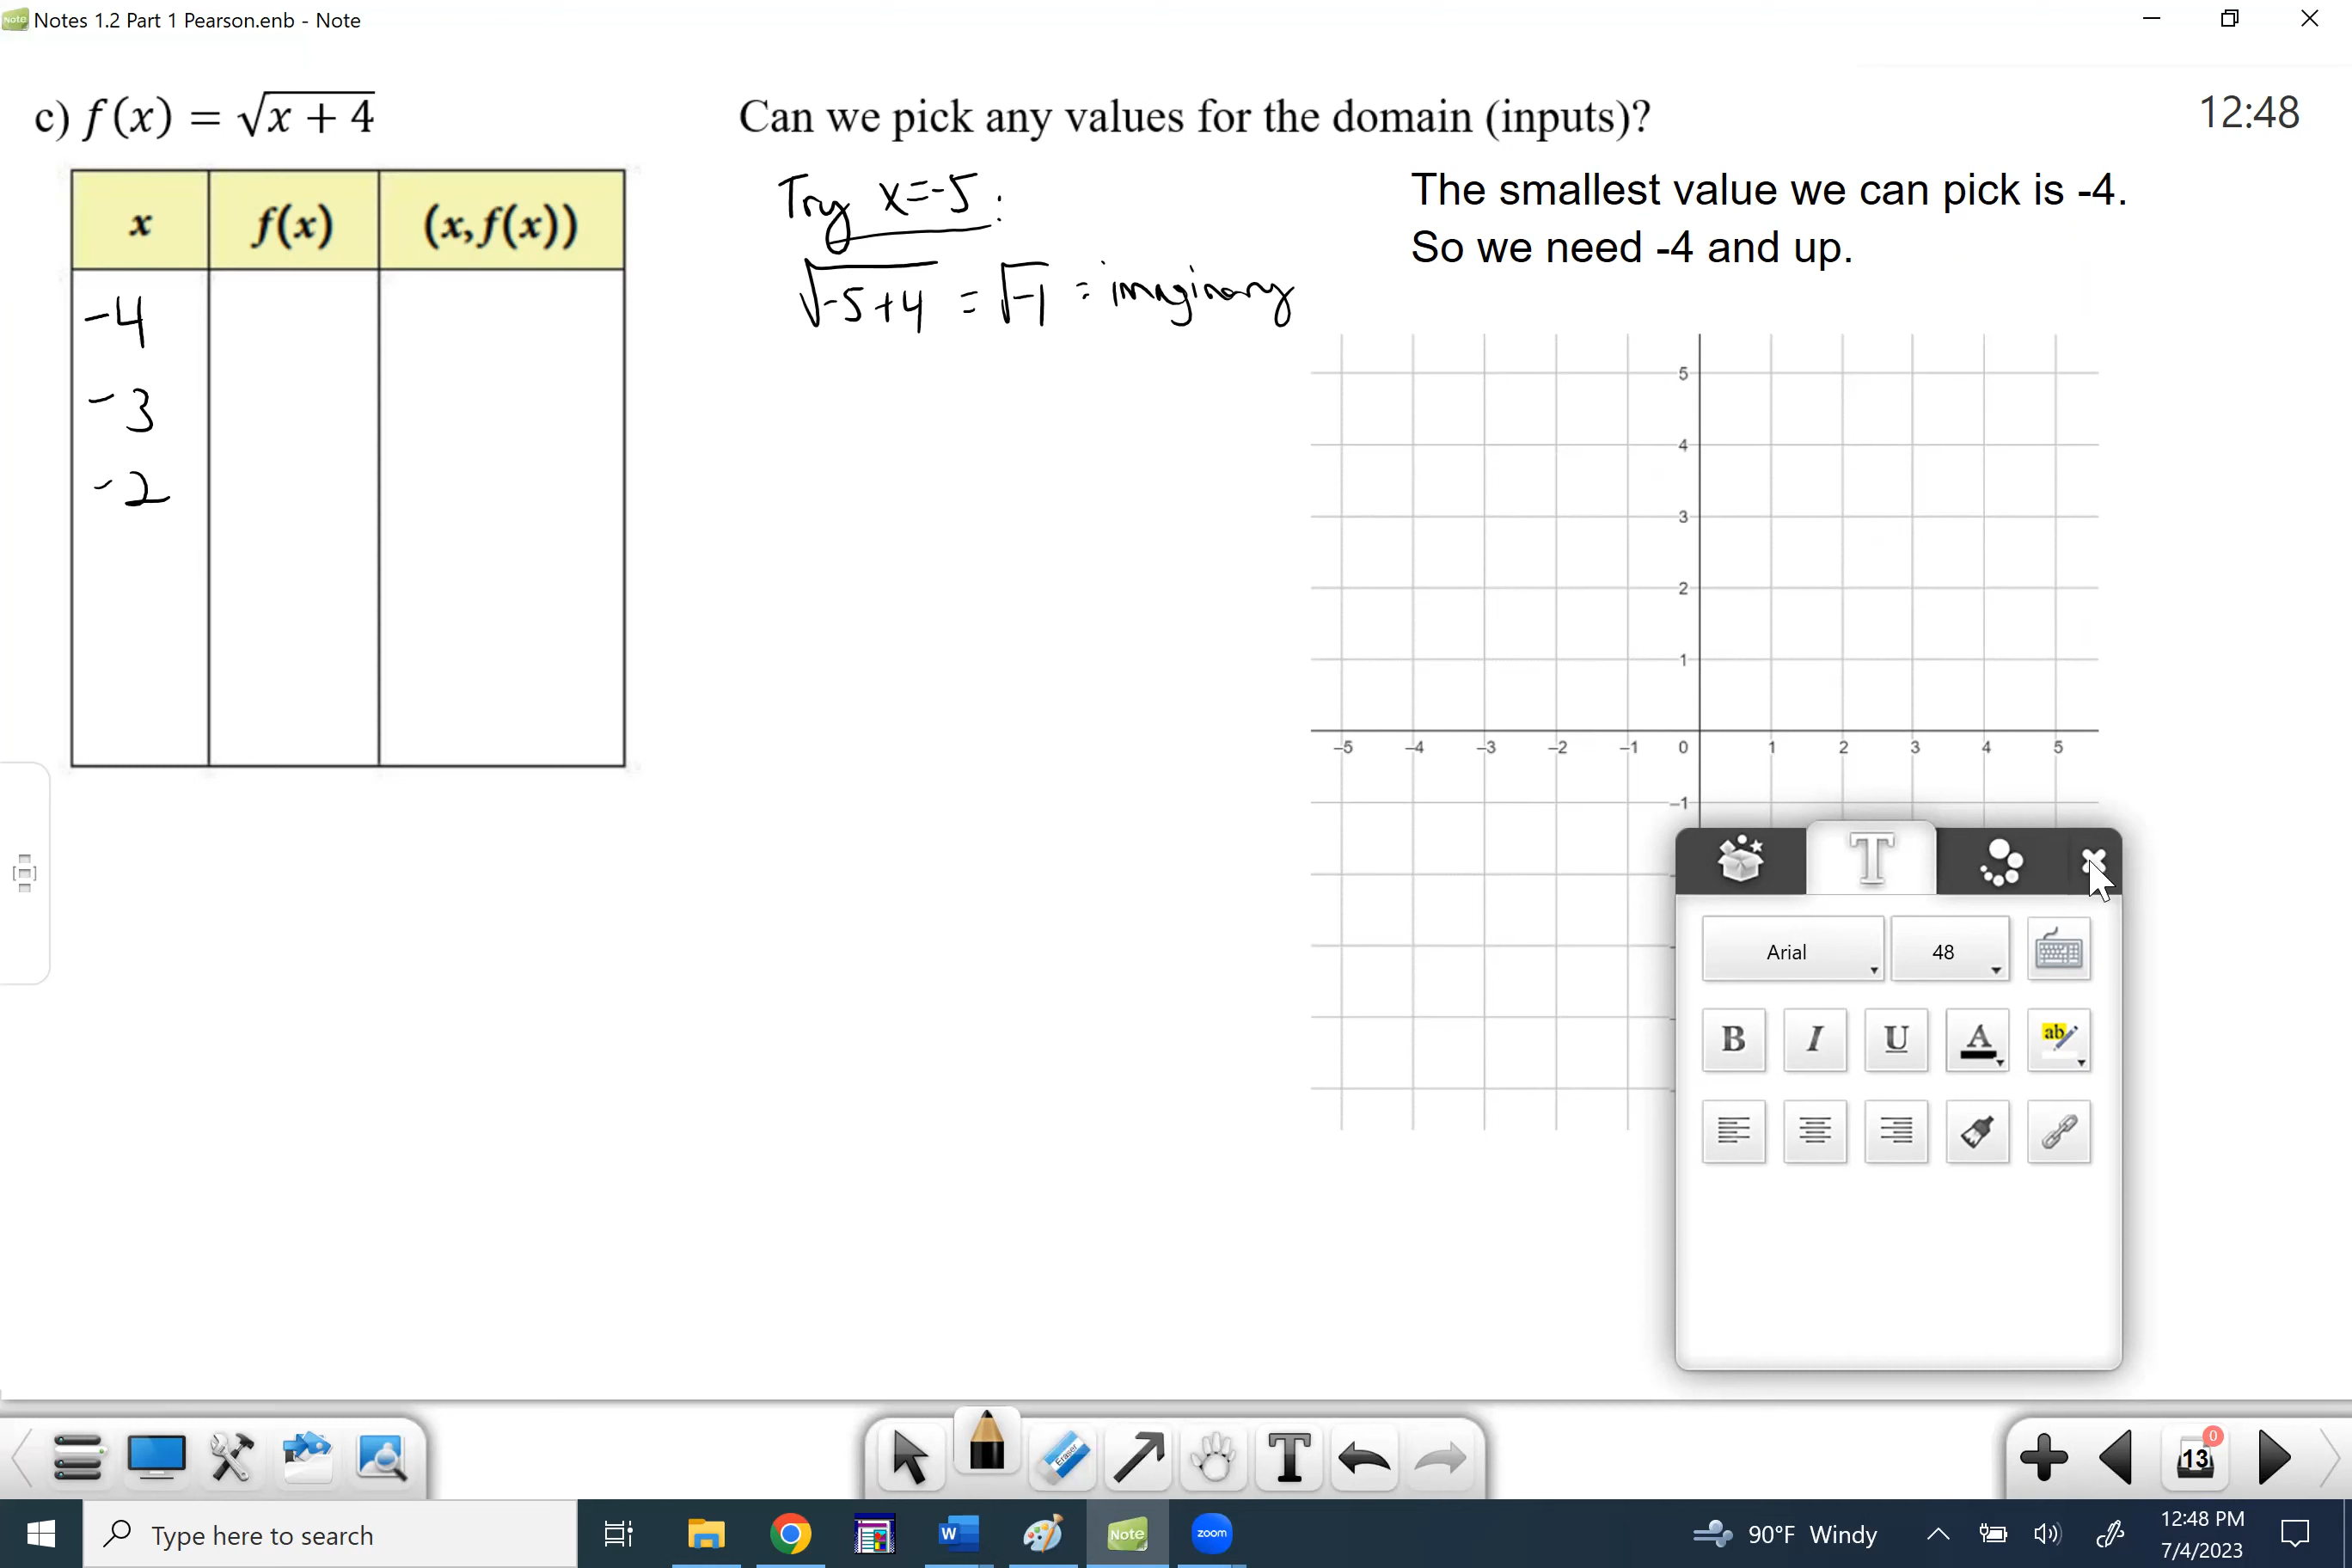 Notes 1.2 Part 1 Pearson.enb - Note
c) f(x) = √x + 4
Can we pick any values for the domain (inputs)?
12:48
x f(x) (x, f(x))
-4
-3
-2
Try x=-5:
√-5+4 = √-1 = imaginary
The smallest value we can pick is -4.
So we need -4 and up.
5
4
3
2
1
-5 -4 -3 -2 -1 0 1 2 3 4 5
-1
T
Arial 48
B I U A ab
Eraser
T
13
0
Type here to search
W
Note
zoom
90°F Windy
12:48 PM
7/4/2023